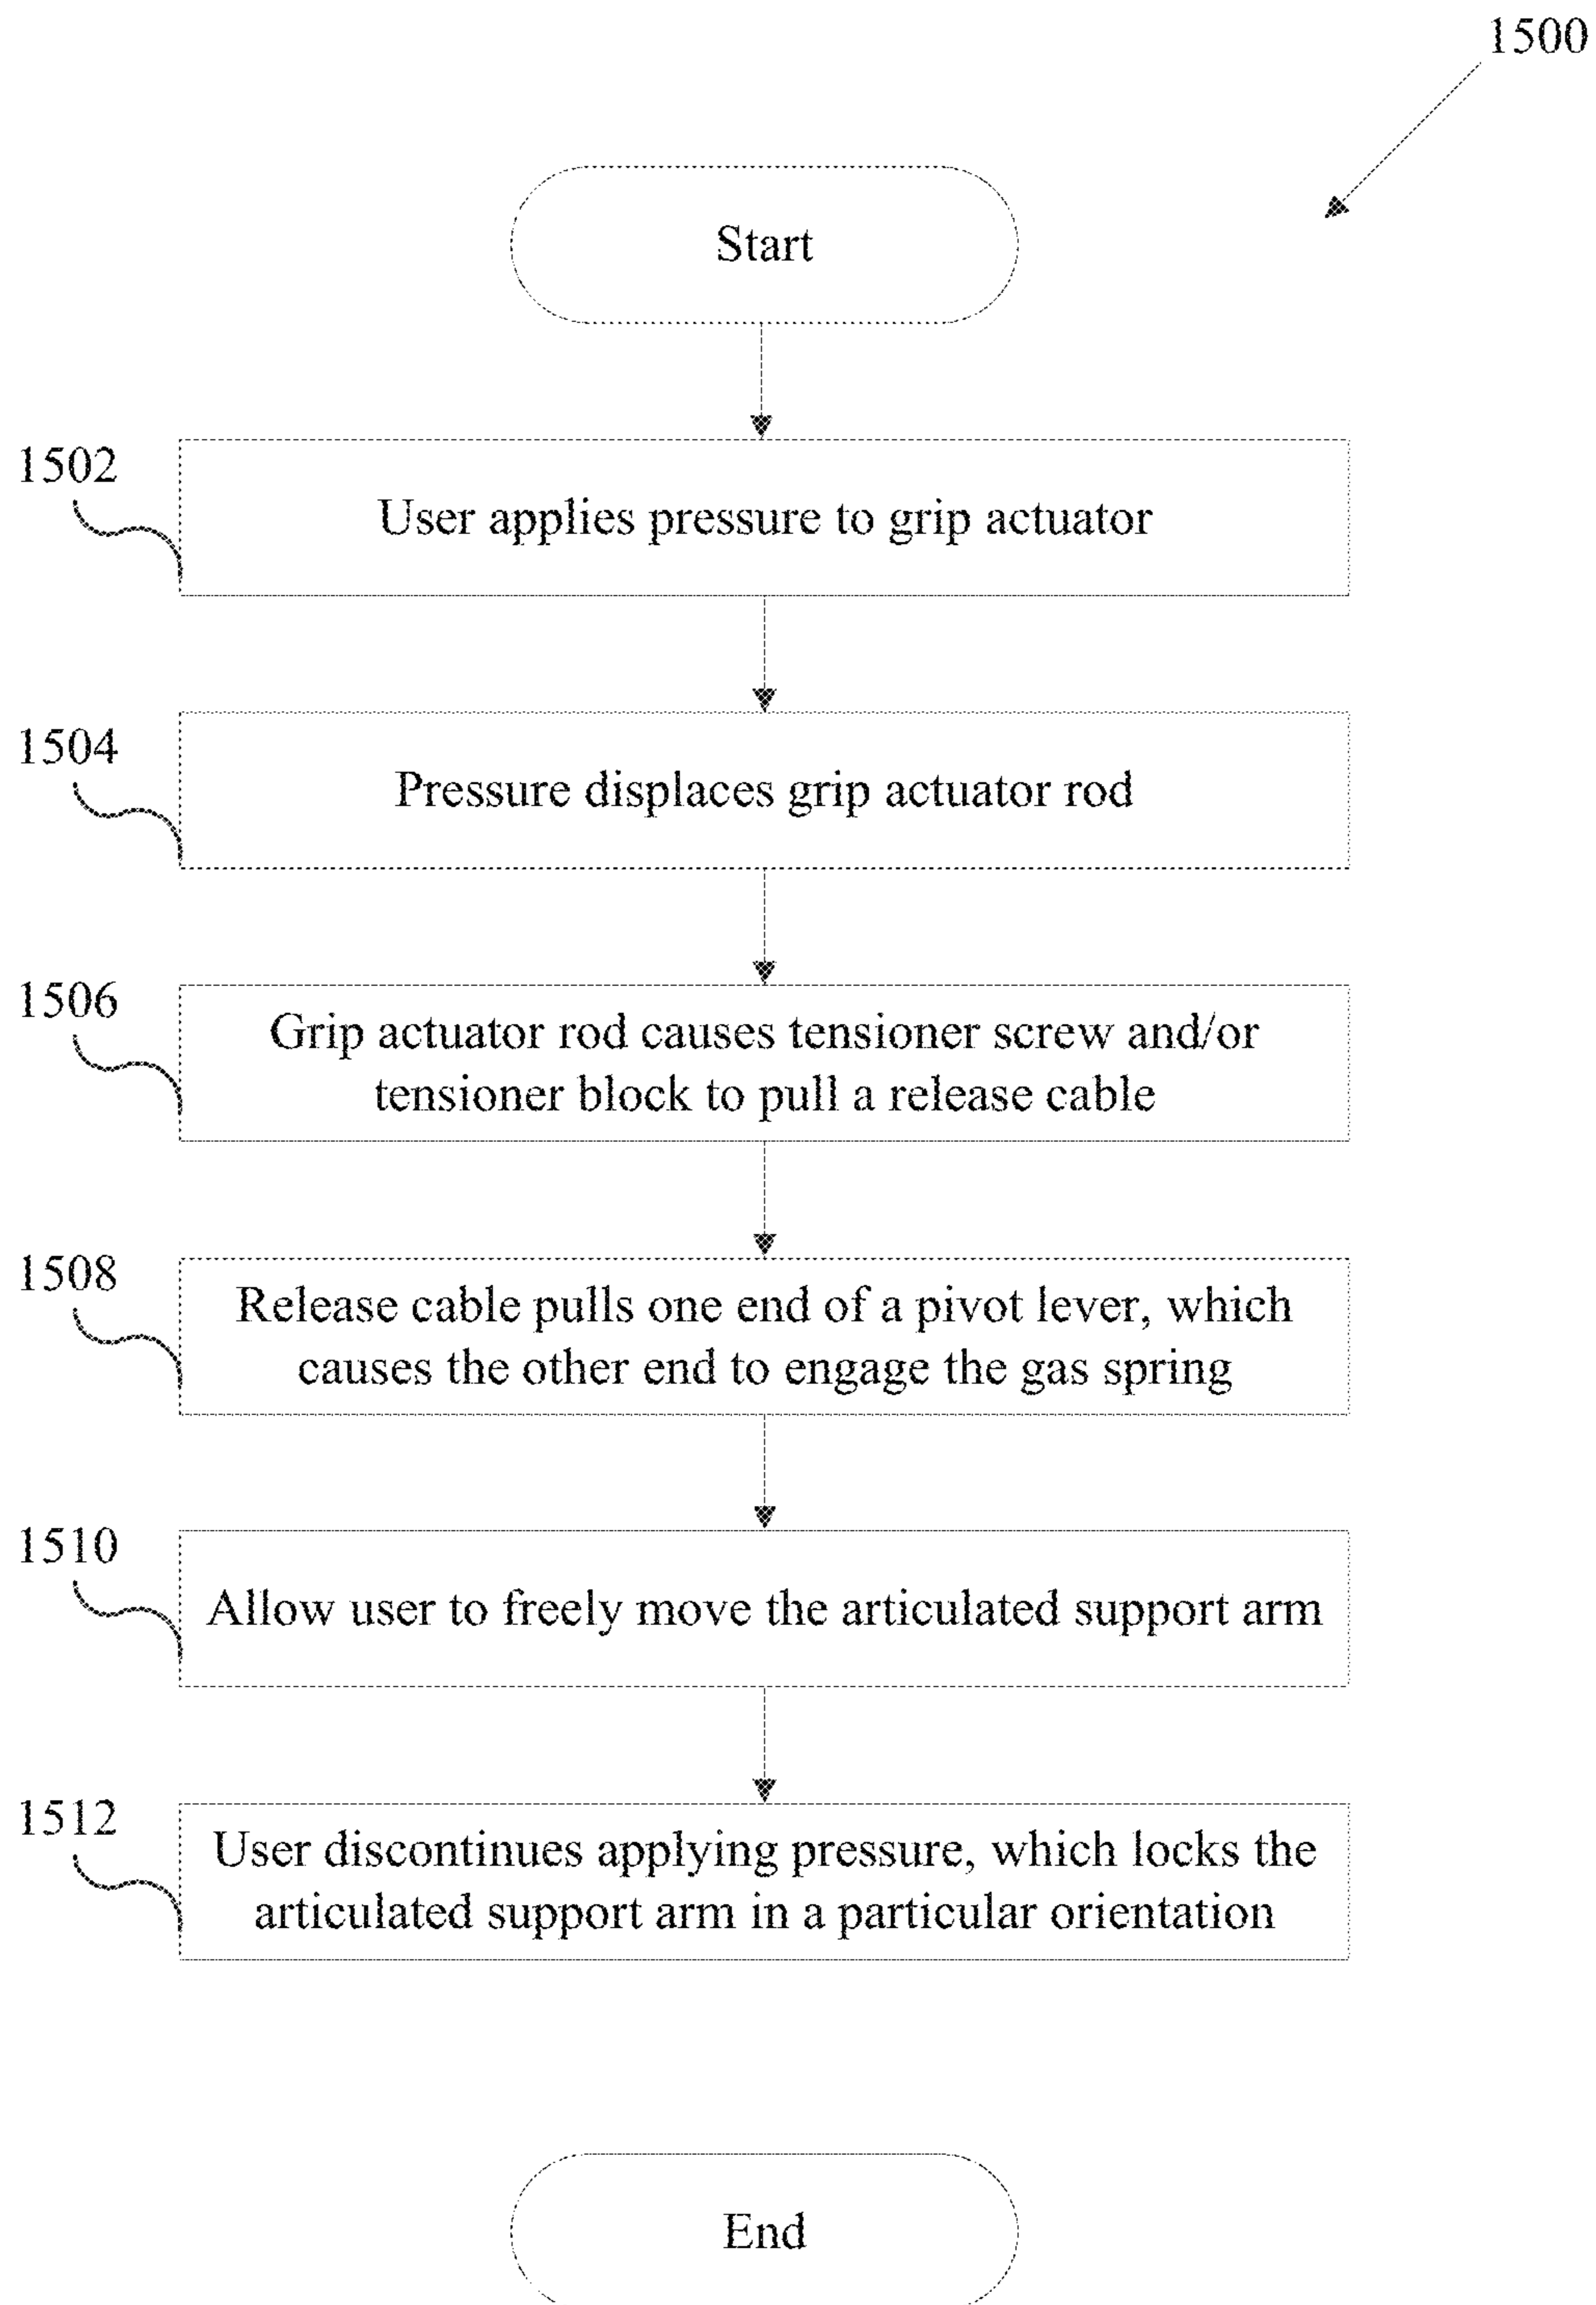 1500
Start
1502
User applies pressure to grip actuator
1504
Pressure displaces grip actuator rod
1506
Grip actuator rod causes tensioner screw and/or
tensioner block to pull a release cable
1508
Release cable pulls one end of a pivot lever, which
causes the other end to engage the gas spring
1510
Allow user to freely move the articulated support arm
1512
User discontinues applying pressure, which locks the
articulated support arm in a particular orientation
End